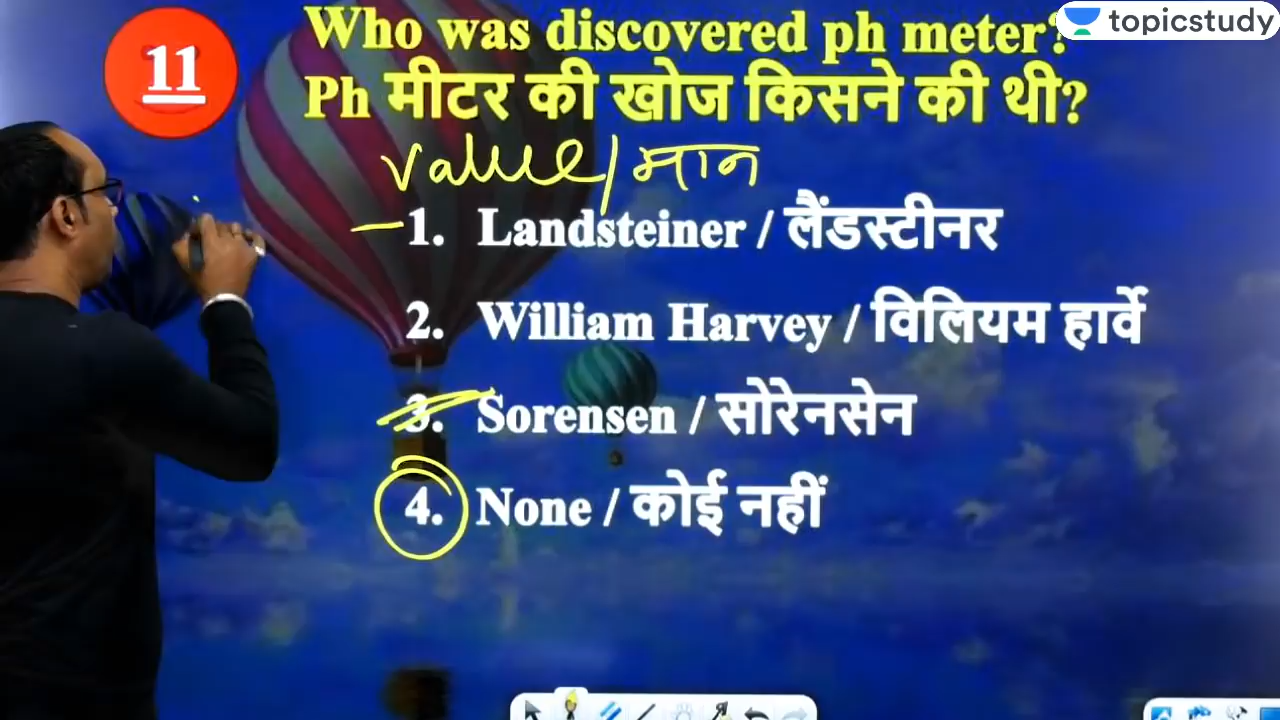 11
Who was discovered ph meter?
topicstudy
Ph मीटर की खोज किसने की थी?
value/मान
1. Landsteiner / लैंडस्टीनर
2. William Harvey / विलियम हार्वे
3. Sorensen / सोरेनसेन
4. None / कोई नहीं